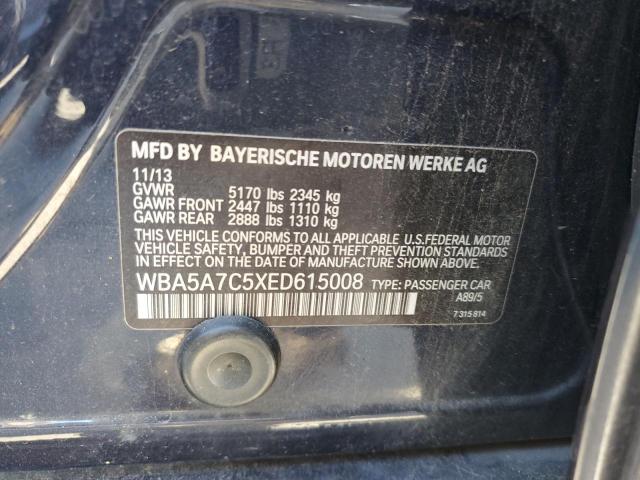 MFD BY BAYERISCHE MOTOREN WERKE AG
11/13
GVWR 5170 lbs 2345 kg
GAWR FRONT 2447 lbs 1110 kg
GAWR REAR 2888 lbs 1310 kg
THIS VEHICLE CONFORMS TO ALL APPLICABLE U.S.FEDERAL MOTOR
VEHICLE SAFETY, BUMPER AND THEFT PREVENTION STANDARDS
IN EFFECT ON THE DATE OF MANUFACTURE SHOWN ABOVE.
WBA5A7C5XED615008 TYPE: PASSENGER CAR
A89/5
7 315 814